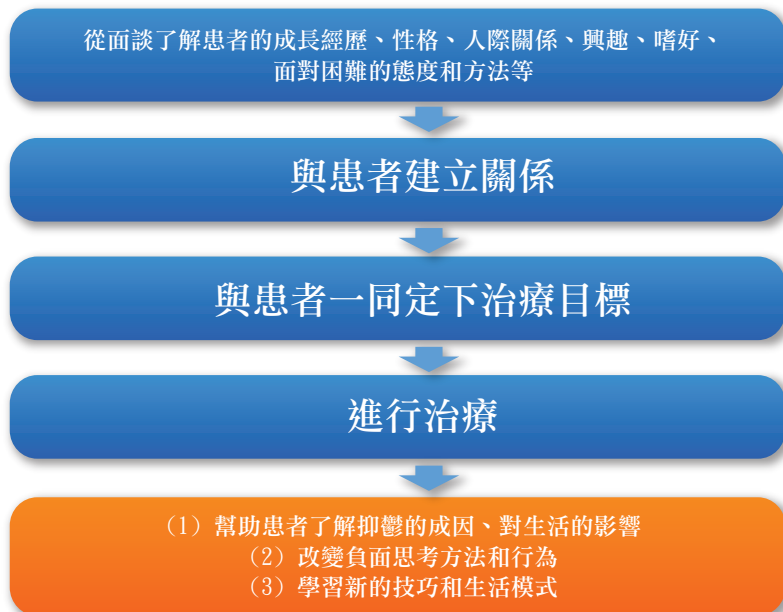 從面談了解患者的成長經歷、性格、人際關係、興趣、嗜好、
面對困難的態度和方法等
與患者建立關係
與患者一同定下治療目標
進行治療
（1）幫助患者了解抑鬱的成因、對生活的影響
（2）改變負面思考方法和行為
（3）學習新的技巧和生活模式